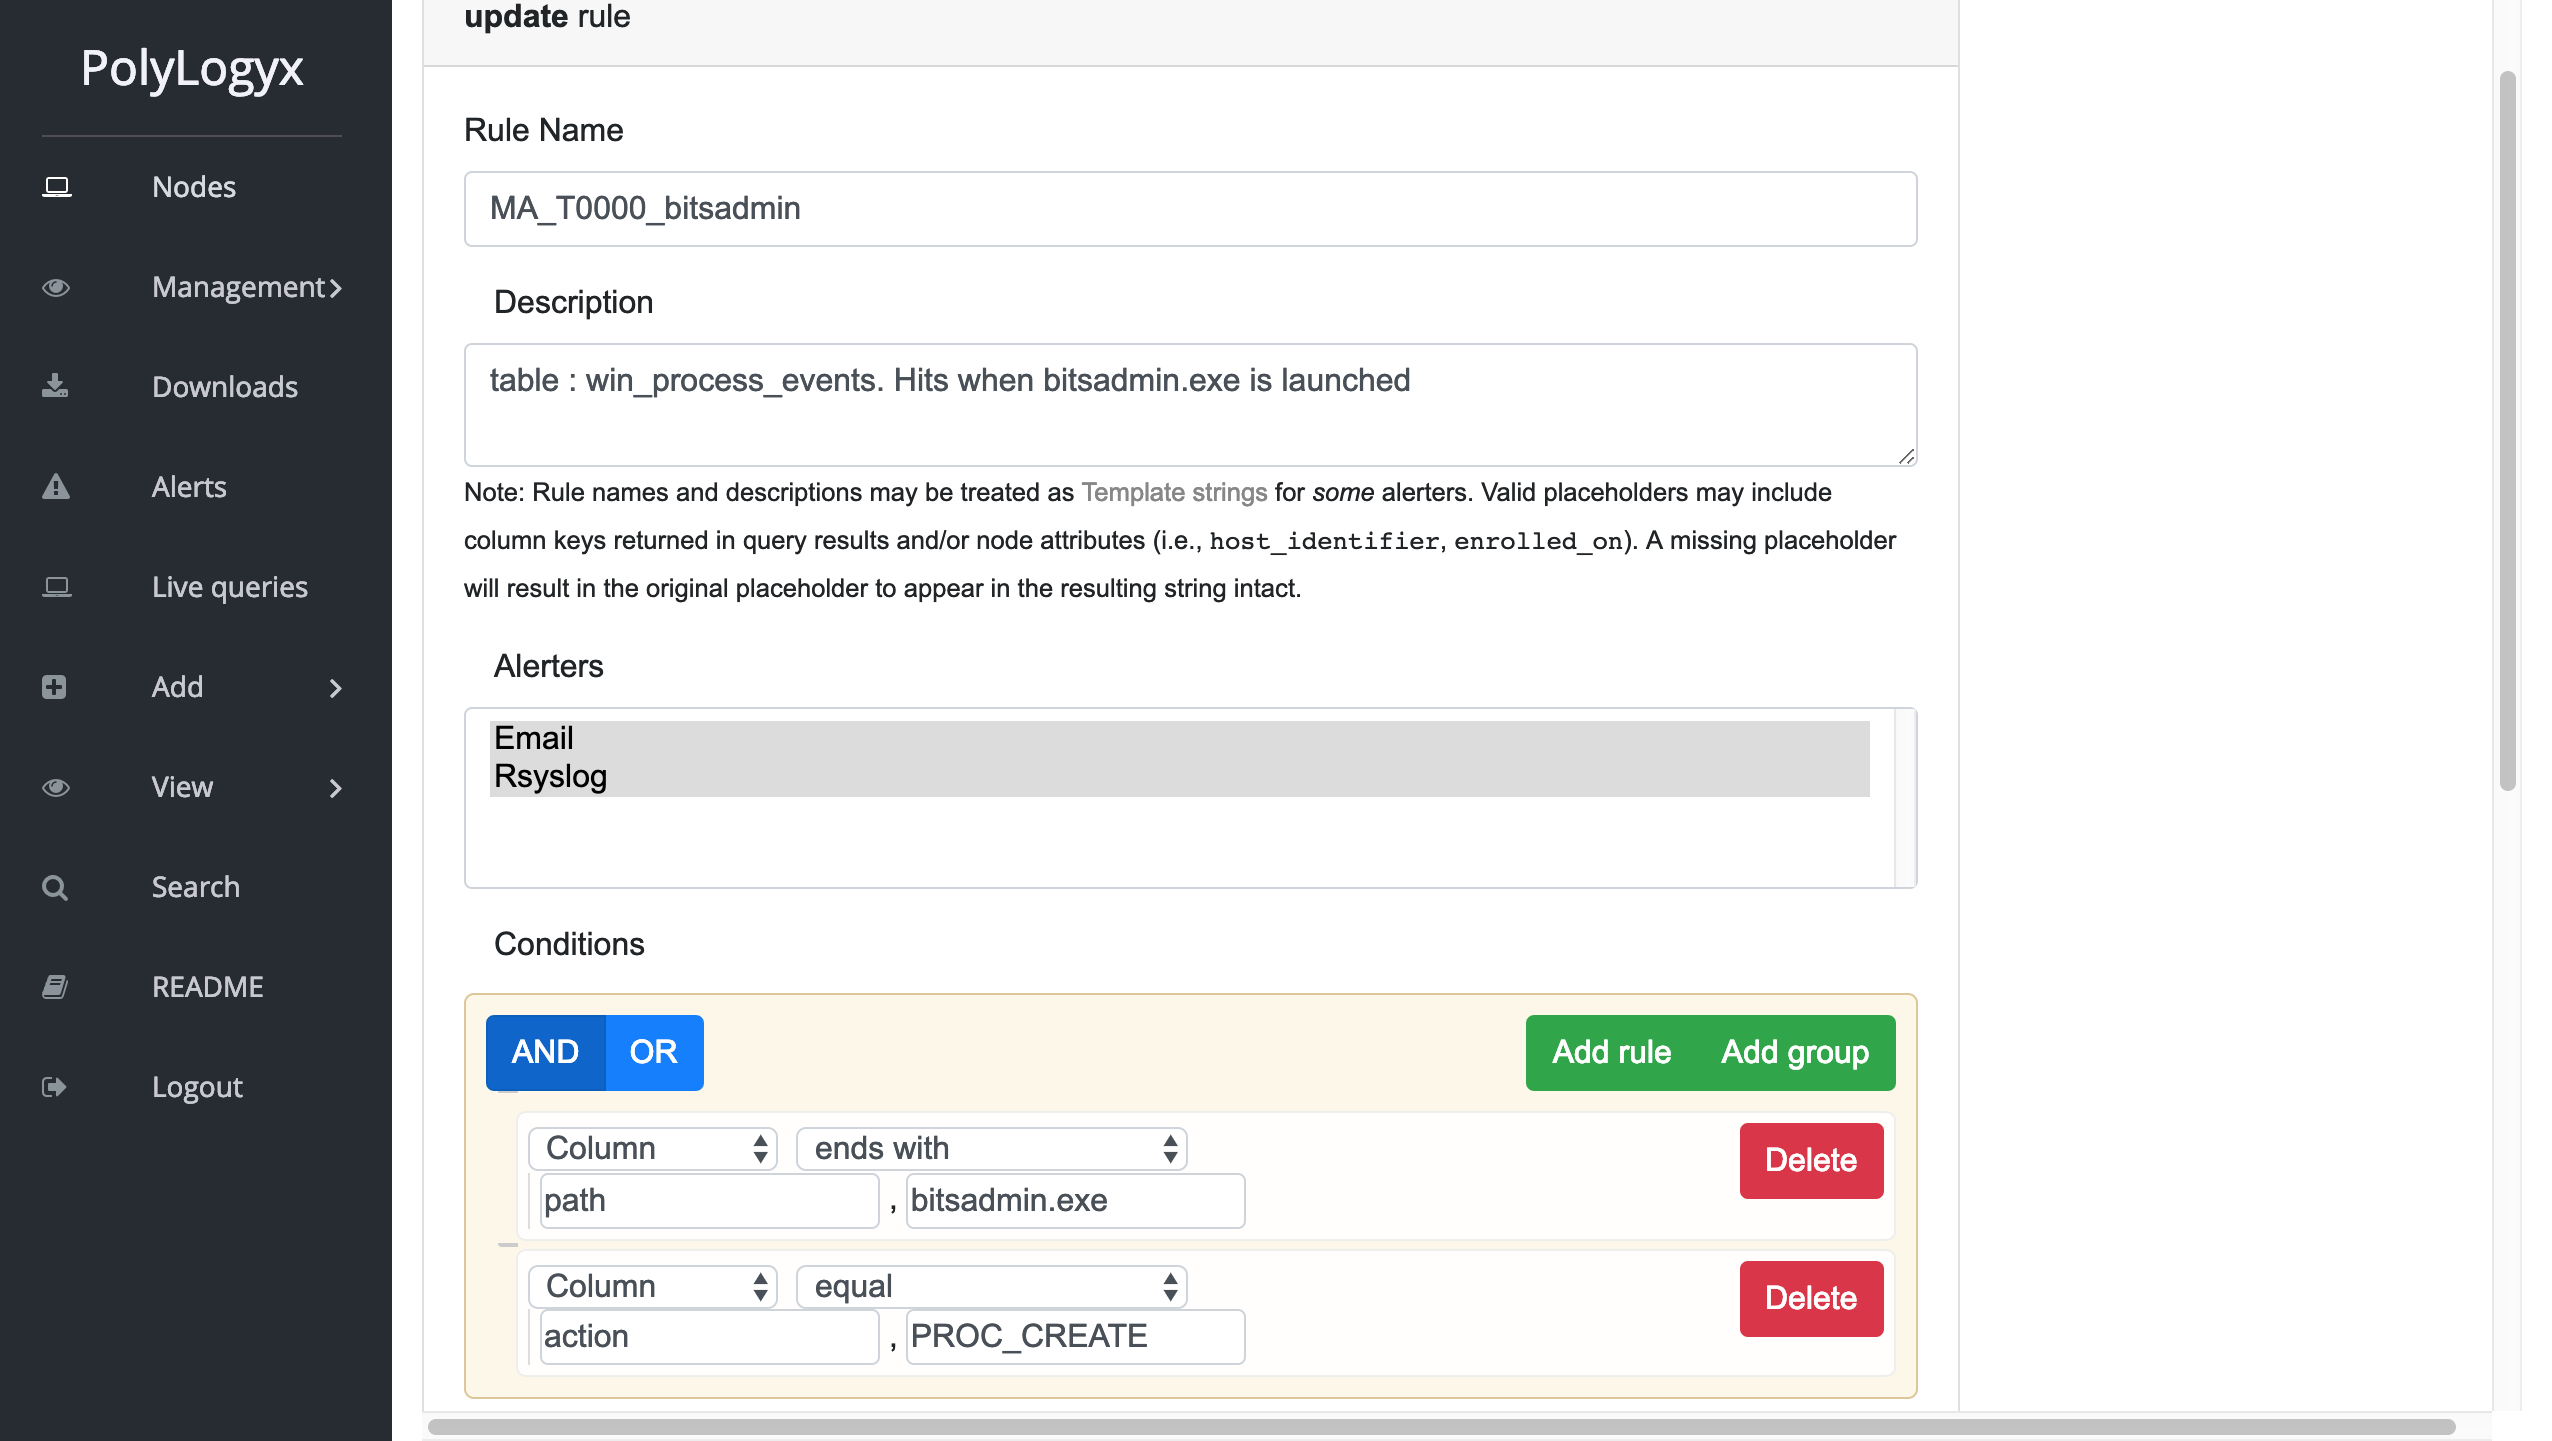 update rule
PolyLogyx
Nodes
Management
Downloads
Alerts
Live queries
Add
View
Search
README
Logout
Rule Name
MA_T0000_bitsadmin
Description
table : win_process_events. Hits when bitsadmin.exe is launched
Note: Rule names and descriptions may be treated as Template strings for some alerters. Valid placeholders may include
column keys returned in query results and/or node attributes (i.e., host_identifier, enrolled_on). A missing placeholder
will result in the original placeholder to appear in the resulting string intact.
Alerters
Email
Rsyslog
Conditions
AND OR Add rule Add group
Column ends with Delete
path , bitsadmin.exe
Column equal Delete
action , PROC_CREATE